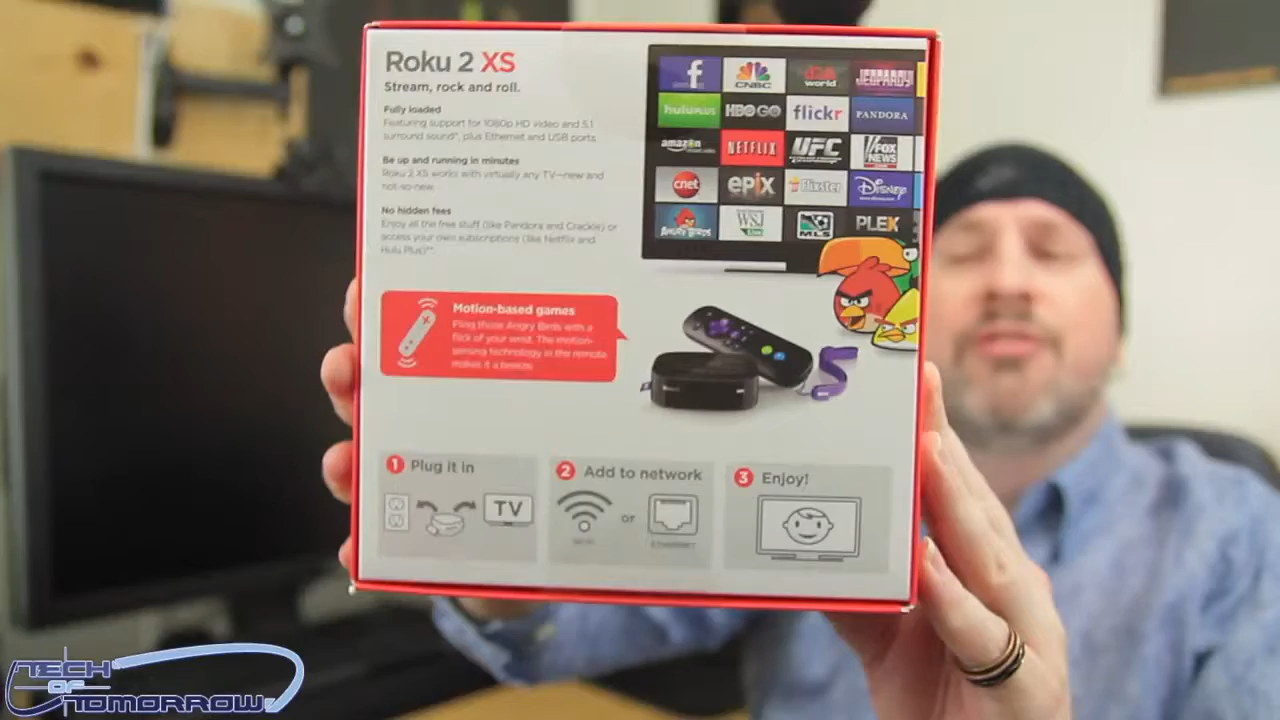 Roku 2 XS
Stream, rock and roll.
Fully loaded
Featuring support for 1080p HD video and 5.1
surround sound*, plus Ethernet and USB ports.
Be up and running in minutes
Roku 2 XS works with virtually any TV—new and
not-so-new.
No hidden fees
Enjoy all the free stuff (like Pandora and Crackle) or
access your own subscriptions (like Netflix and
Hulu Plus)**.
f CNBC world JEOPARDY
huluplus HBO GO flickr PANDORA
amazon NETFLIX UFC FOX NEWS
cnet epix flixster DISNEY
ANGRY BIRDS WSJ Live MLS PLEX
Motion-based games
Fling those Angry Birds with a
flick of your wrist. The motion-
sensing technology in the remote
makes it a breeze.
1 Plug it in
TV
2 Add to network
WI-FI or ETHERNET
3 Enjoy!
TECH
OF
TOMORROW